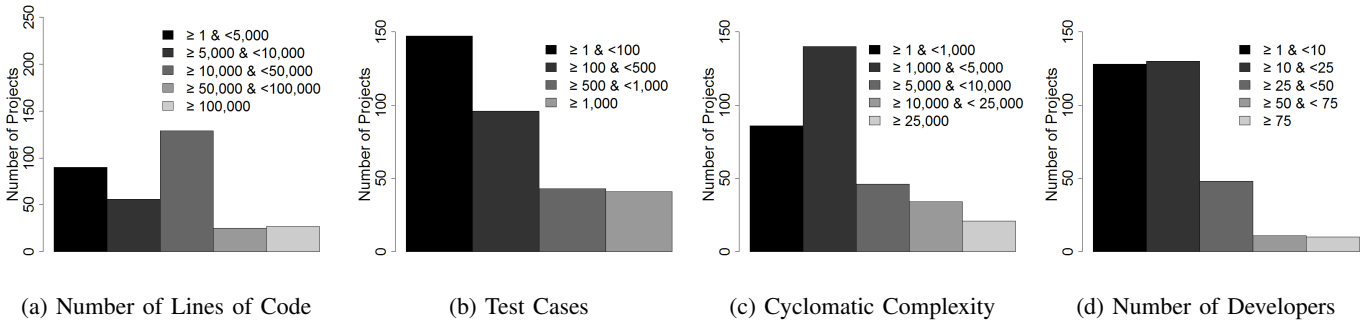 Number of Projects
0
50
100
150
200
250
≥ 1 & <5,000
≥ 5,000 & <10,000
≥ 10,000 & <50,000
≥ 50,000 & <100,000
≥ 100,000
(a) Number of Lines of Code
Number of Projects
0
50
100
150
≥ 1 & <100
≥ 100 & <500
≥ 500 & <1,000
≥ 1,000
(b) Test Cases
Number of Projects
0
50
100
150
≥ 1 & <1,000
≥ 1,000 & <5,000
≥ 5,000 & <10,000
≥ 10,000 & < 25,000
≥ 25,000
(c) Cyclomatic Complexity
Number of Projects
0
50
100
150
≥ 1 & <10
≥ 10 & <25
≥ 25 & <50
≥ 50 & < 75
≥ 75
(d) Number of Developers